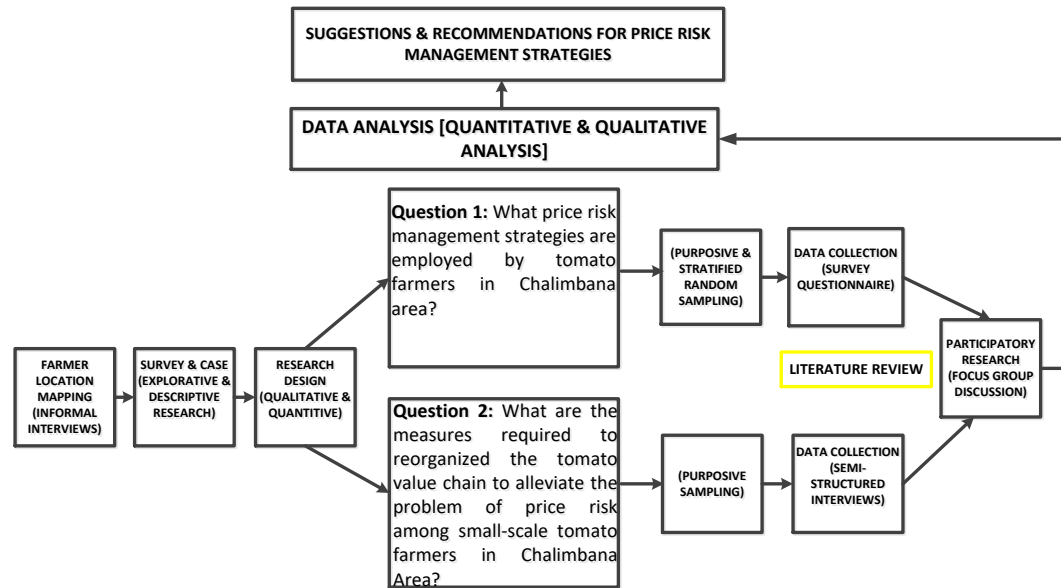 SUGGESTIONS & RECOMMENDATIONS FOR PRICE RISK
MANAGEMENT STRATEGIES
DATA ANALYSIS [QUANTITATIVE & QUALITATIVE
ANALYSIS]
Question 1: What price risk
management strategies are
employed by tomato
farmers in Chalimbana
area?
(PURPOSIVE &
STRATIFIED
RANDOM
SAMPLING)
DATA COLLECTION
(SURVEY
QUESTIONNAIRE)
FARMER
LOCATION
MAPPING
(INFORMAL
INTERVIEWS)
SURVEY & CASE
(EXPLORATIVE &
DESCRIPTIVE
RESEARCH)
RESEARCH
DESIGN
(QUALITATIVE &
QUANTITIVE)
LITERATURE REVIEW
PARTICIPATORY
RESEARCH
(FOCUS GROUP
DISCUSSION)
Question 2: What are the
measures required to
reorganized the tomato
value chain to alleviate the
problem of price risk
among small-scale tomato
farmers in Chalimbana
Area?
(PURPOSIVE
SAMPLING)
DATA COLLECTION
(SEMI-
STRUCTURED
INTERVIEWS)